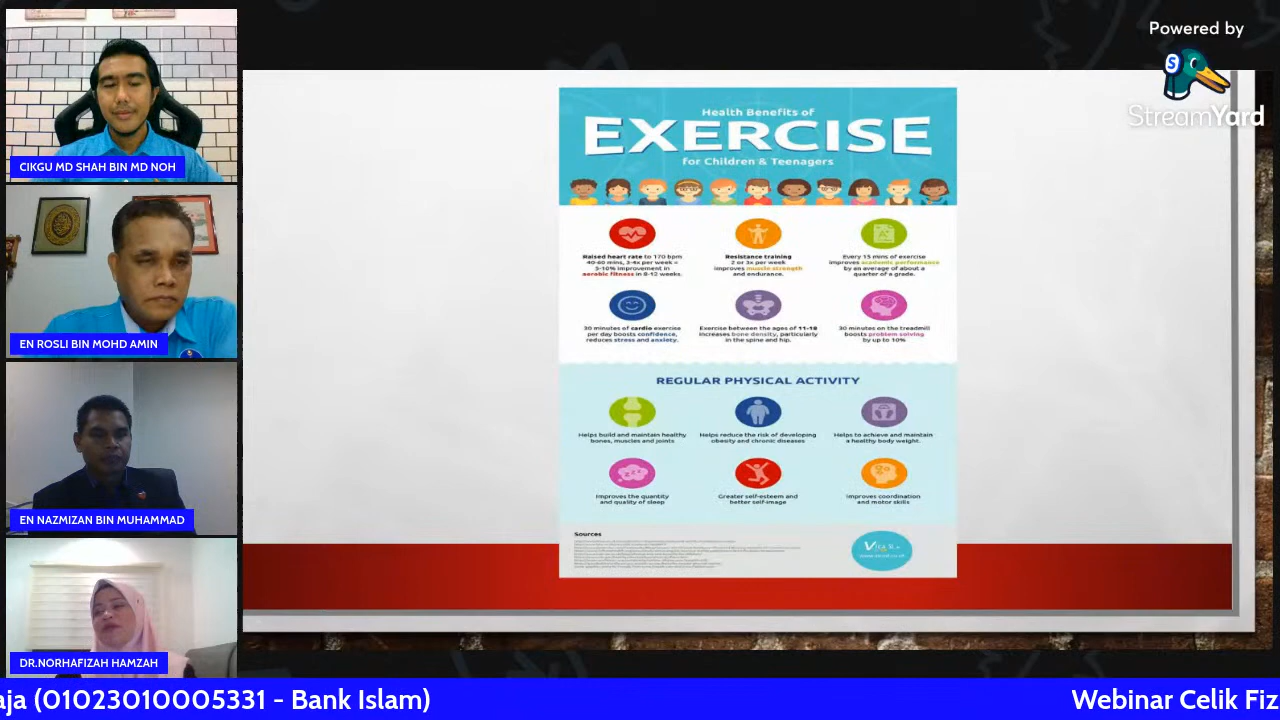 Powered by
StreamYard
CIKGU MD SHAH BIN MD NOH
EN ROSLI BIN MOHD AMIN
EN NAZMIZAN BIN MUHAMMAD
DR.NORHAFIZAH HAMZAH
Health Benefits of
EXERCISE
for Children & Teenagers
Raised heart rate to 170 bpm
40-60 mins, 3-4x per week =
3-10% improvement in
aerobic fitness in 8-12 weeks.
Resistance training
2 or 3x per week
improves muscle strength
and endurance.
Every 15 mins of exercise
improves academic performance
by an average of about a
quarter of a grade.
30 minutes of cardio exercise
per day boosts confidence,
reduces stress and anxiety.
Exercise between the ages of 11-18
increases bone density, particularly
in the spine and hip.
30 minutes on the treadmill
boosts problem solving
by up to 10%
REGULAR PHYSICAL ACTIVITY
Helps build and maintain healthy
bones, muscles and joints
Helps reduce the risk of developing
obesity and chronic diseases
Helps to achieve and maintain
a healthy body weight.
Improves the quantity
and quality of sleep
Greater self-esteem and
better self-image
Improves coordination
and motor skills
Sources
aja (01023010005331 - Bank Islam)
Webinar Celik Fiz